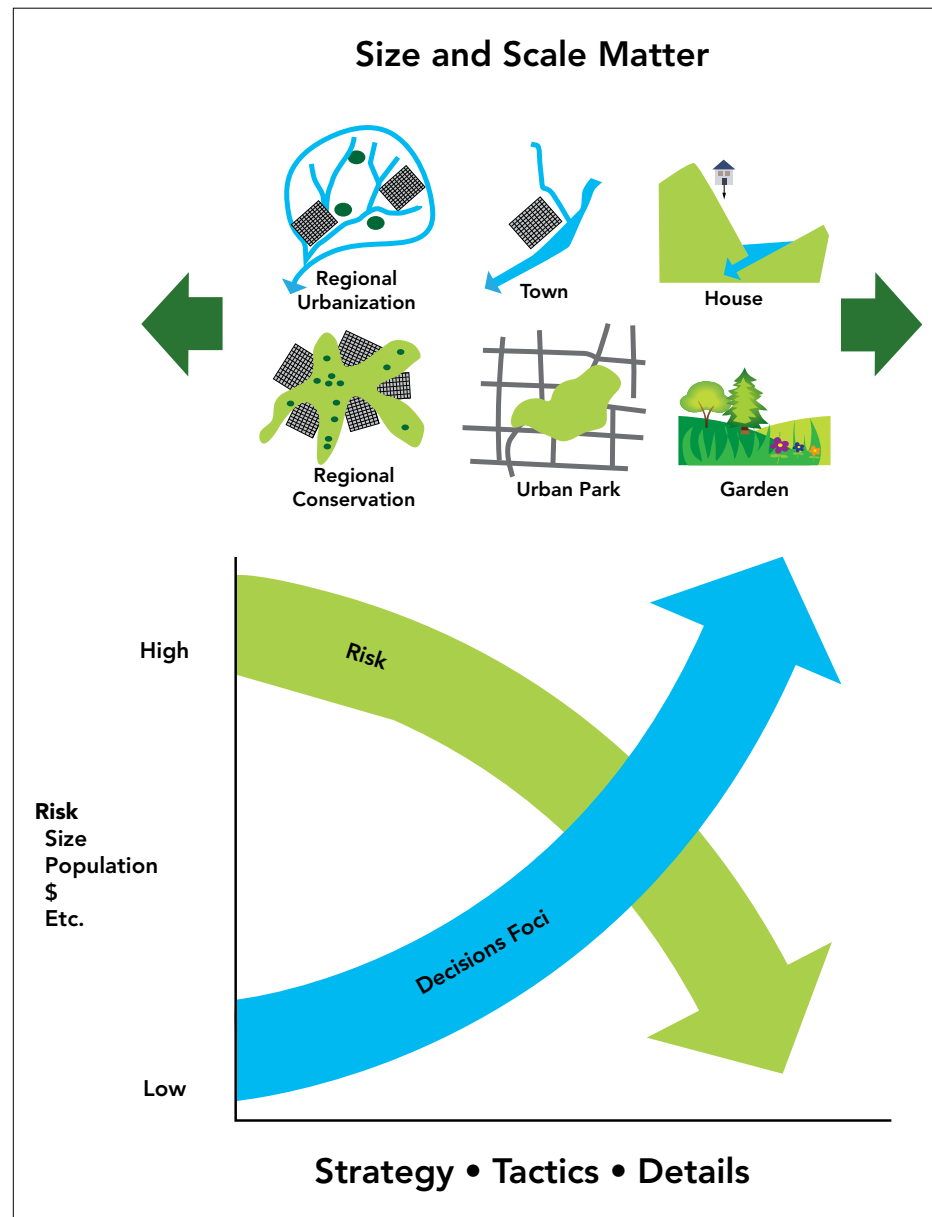 Size and Scale Matter
Regional
Urbanization
Town
House
Regional
Conservation
Urban Park
Garden
High
Risk
Risk
Size
Population
$
Etc.
Decisions Foci
Low
Strategy • Tactics • Details